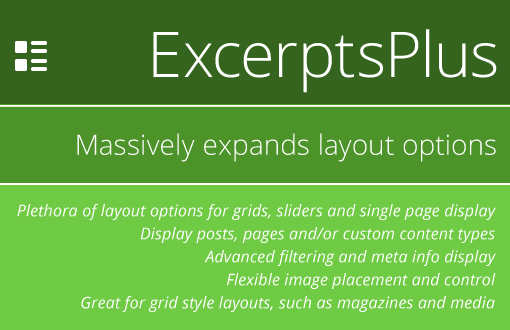 ExcerptsPlus
Massively expands layout options
Plethora of layout options for grids, sliders and single page display
Display posts, pages and/or custom content types
Advanced filtering and meta info display
Flexible image placement and control
Great for grid style layouts, such as magazines and media